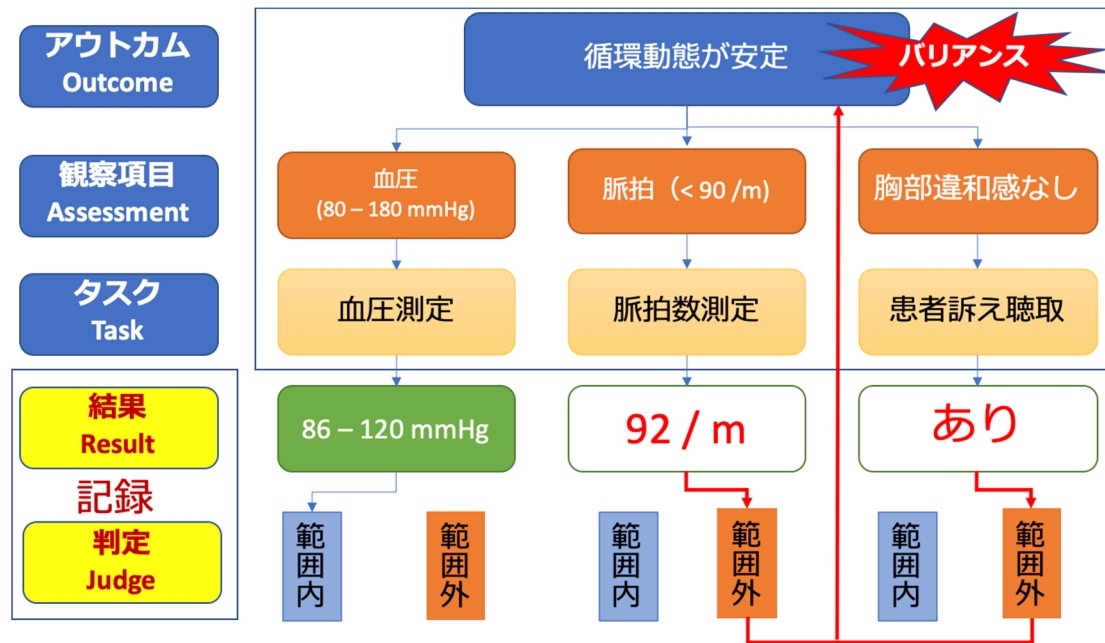 アウトカム
Outcome
循環動態が安定
バリアンス
観察項目
Assessment
血圧
(80 – 180 mmHg)
脈拍（< 90 /m)
胸部違和感なし
タスク
Task
血圧測定
脈拍数測定
患者訴え聴取
結果
Result
86 – 120 mmHg
92 / m
あり
記録
判定
Judge
範囲内
範囲外
範囲内
範囲外
範囲内
範囲外